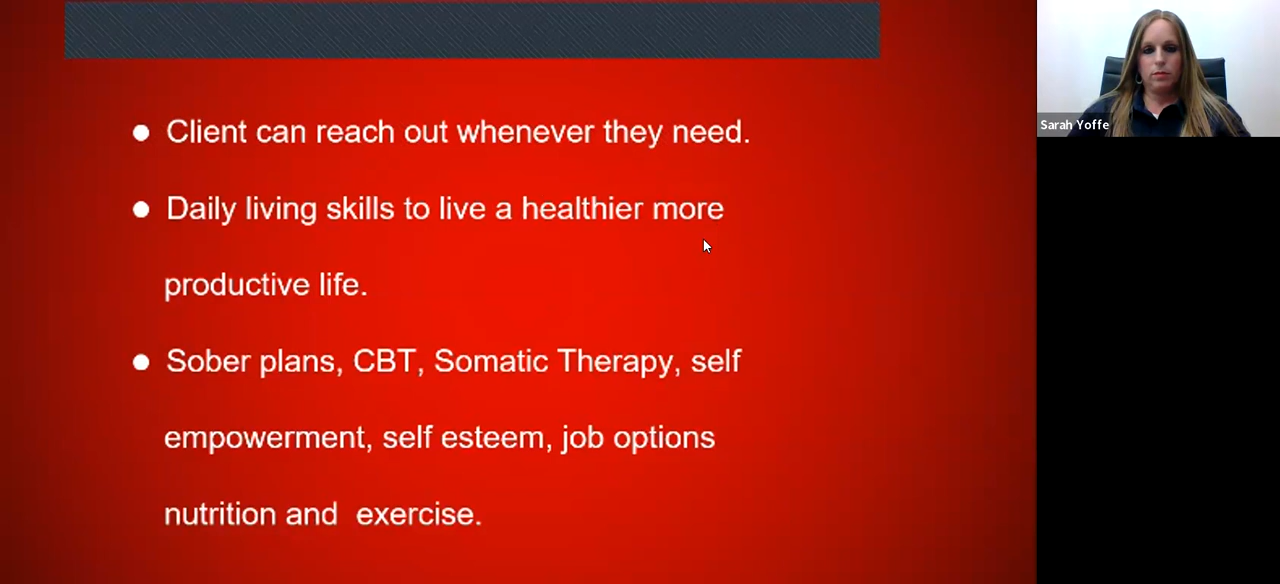 Client can reach out whenever they need.
Daily living skills to live a healthier more
productive life.
Sober plans, CBT, Somatic Therapy, self
empowerment, self esteem, job options
nutrition and  exercise.
Sarah Yoffe